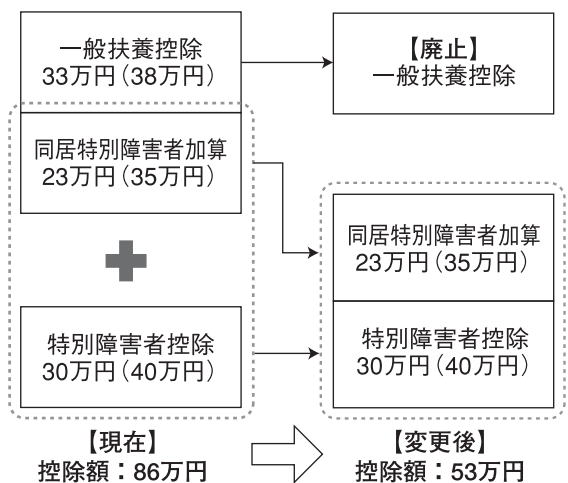 一般扶養控除
33万円（38万円）
同居特別障害者加算
23万円（35万円）
特別障害者控除
30万円（40万円）
【現在】
控除額：86万円
【廃止】
一般扶養控除
同居特別障害者加算
23万円（35万円）
特別障害者控除
30万円（40万円）
【変更後】
控除額：53万円